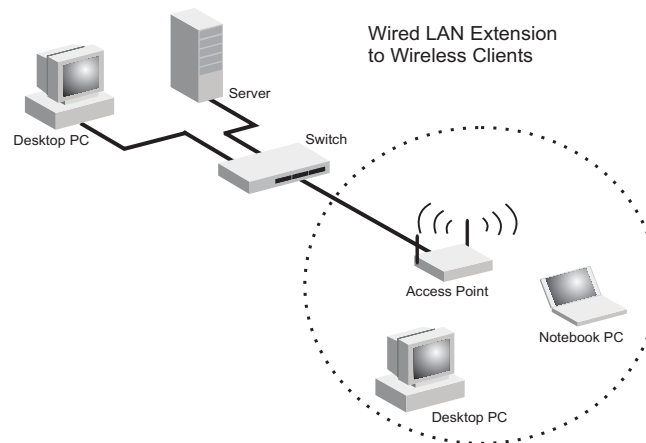 Wired LAN Extension
to Wireless Clients
Server
Desktop PC
Switch
Access Point
Notebook PC
Desktop PC